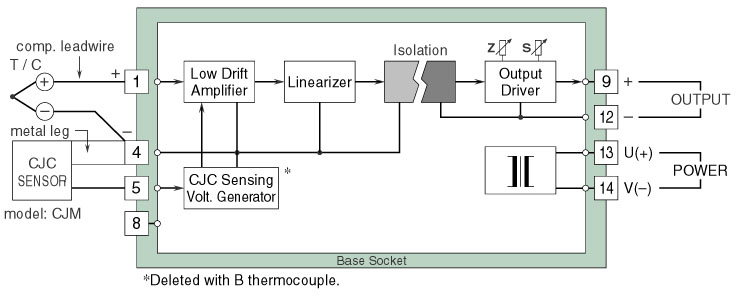 comp. leadwire
T / C
+
−
+
−
metal leg
CJC
SENSOR
model: CJM
1
4
5
8
Low Drift
Amplifier
Linearizer
Isolation
Z
S
Output
Driver
CJC Sensing
Volt. Generator
*
9
+
12
−
OUTPUT
13
U(+)
14
V(−)
POWER
Base Socket
*Deleted with B thermocouple.